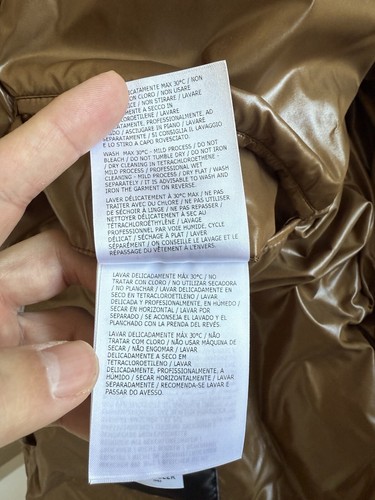 DELICATAMENTE MAX 30°C / NON
CON CLORO / NON USARE
/ NON STIRARE / LAVARE
A SECCO IN
/ LAVARE
PROFESSIONALMENTE, AD
/ ASCIUGARE IN PIANO / LAVARE
SEPARATAMENTE / SI CONSIGLIA IL LAVAGGIO
E LO STIRO A CAPO ROVESCIATO.
WASH: MAX 30°C - MILD PROCESS / DO NOT
BLEACH / DO NOT TUMBLE DRY / DO NOT IRON
/ DRY CLEANING IN TETRACHLOROETHENE -
MILD PROCESS / PROFESSIONAL WET
CLEANING - MILD PROCESS / DRY FLAT / WASH
SEPARATELY / IT IS ADVISABLE TO WASH AND
IRON THE GARMENT ON REVERSE.
LAVER DÉLICATEMENT À 30°C MAX / NE PAS
TRAITER AVEC DU CHLORE / NE PAS UTILISER
DE SÉCHOIR À LINGE / NE PAS REPASSER /
NETTOYER DÉLICATEMENT À SEC AU
TÉTRACHLOROÉTHYLÈNE / LAVAGE
PROFESSIONNEL PAR VOIE HUMIDE, CYCLE
DÉLICAT / SÉCHAGE À PLAT / LAVER
SÉPARÉMENT / ON CONSEILLE LE LAVAGE ET LE
REPASSAGE DU VÊTEMENT À L'ENVERS.
LAVAR DELICADAMENTE MÁX 30°C / NO
TRATAR CON CLORO / NO UTILIZAR SECADORA
/ NO PLANCHAR / LAVAR DELICADAMENTE EN
SECO EN TETRACLOROETILENO / LAVAR
DELICADA Y PROFESIONALMENTE, EN HÚMEDO /
SECAR EN HORIZONTAL / LAVAR POR
SEPARADO / SE ACONSEJA EL LAVADO Y EL
PLANCHADO CON LA PRENDA DEL REVÉS.
LAVAR DELICADAMENTE MÁX 30°C / NÃO
TRATAR COM CLORO / NÃO USAR MÁQUINA DE
SECAR / NÃO ENGOMAR / LAVAR
DELICADAMENTE A SECO EM
TETRACLOROETILENO / LAVAR
DELICADAMENTE, PROFISSIONALMENTE, A
HÚMIDO / SECAR HORIZONTALMENTE / LAVAR
SEPARADAMENTE / RECOMENDA-SE LAVAR E
PASSAR DO AVESSO.